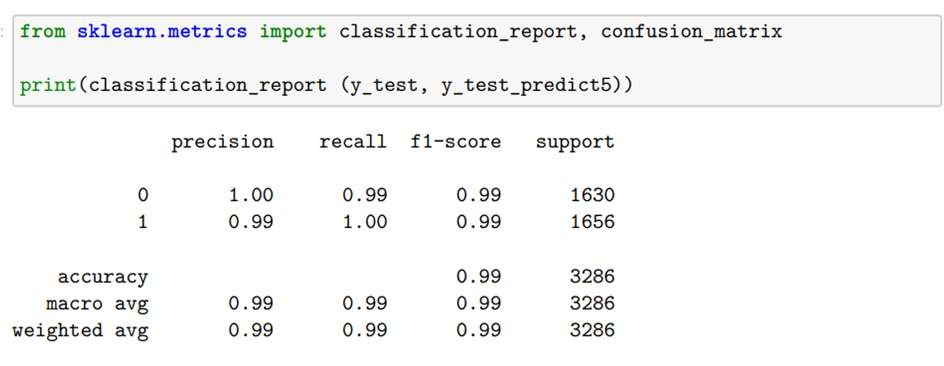 from sklearn.metrics import classification_report, confusion_matrix
print(classification_report (y_test, y_test_predict5))
precision recall f1-score support
0 1.00 0.99 0.99 1630
1 0.99 1.00 0.99 1656
accuracy 0.99 3286
macro avg 0.99 0.99 0.99 3286
weighted avg 0.99 0.99 0.99 3286